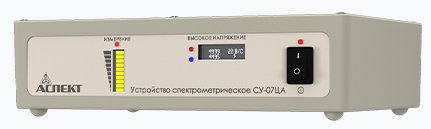 ИЗМЕРЕНИЕ
ВЫСОКОЕ НАПРЯЖЕНИЕ
АСПЕКТ
Устройство спектрометрическое СУ-07ЦА